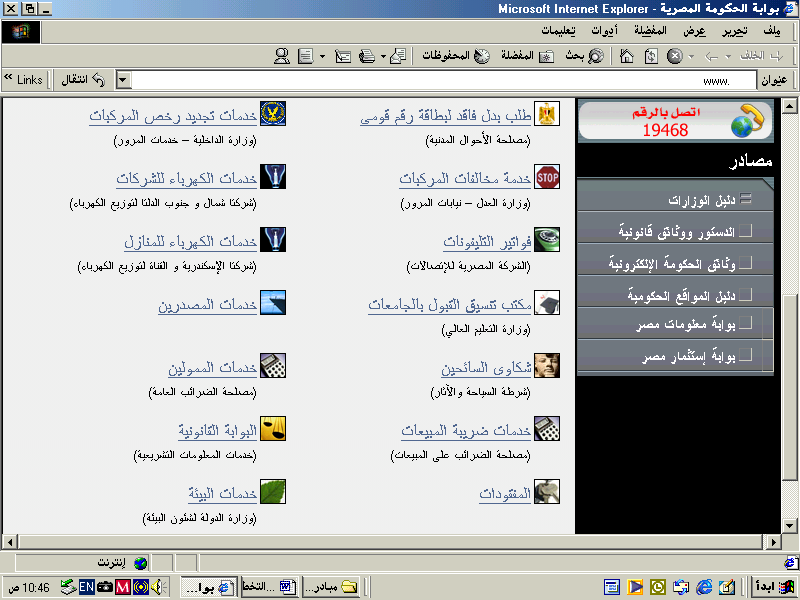 بوابة الحكومة المصرية - Microsoft Internet Explorer
ملف تحرير عرض المفضلة أدوات تعليمات
الخلف بحث المفضلة المحفوظات
عنوان www. انتقال Links «
اتصل بالرقم
19468
مصادر
دليل الوزارات
الدستور ووثائق قانونية
وثائق الحكومة الإلكترونية
دليل المواقع الحكومية
بوابة معلومات مصر
بوابة إستثمار مصر
طلب بدل فاقد لبطاقة رقم قومى
(مصلحة الأحوال المدنية)
خدمات تجديد رخص المركبات
(وزارة الداخلية – خدمات المرور)
خدمة مخالفات المركبات
(وزارة العدل – نيابات المرور)
STOP
خدمات الكهرباء للشركات
(شركتا شمال و جنوب الدلتا لتوزيع الكهرباء)
فواتير التليفونات
(الشركة المصرية للإتصالات)
خدمات الكهرباء للمنازل
(شركتا الإسكندرية و القناة لتوزيع الكهرباء)
مكتب تنسيق القبول بالجامعات
(وزارة التعليم العالي)
خدمات المصدرين
شكاوى السائحين
(شرطة السياحة والآثار)
خدمات الممولين
(مصلحة الضرائب العامة)
خدمات ضريبة المبيعات
(مصلحة الضرائب على المبيعات)
البوابة القانونية
(خدمات المعلومات التشريعية)
المفقودات
خدمات البيئة
(وزارة الدولة لشئون البيئة)
إنترنت
ابدأ مبادر... التخط... بوا... EN 10:46 ص